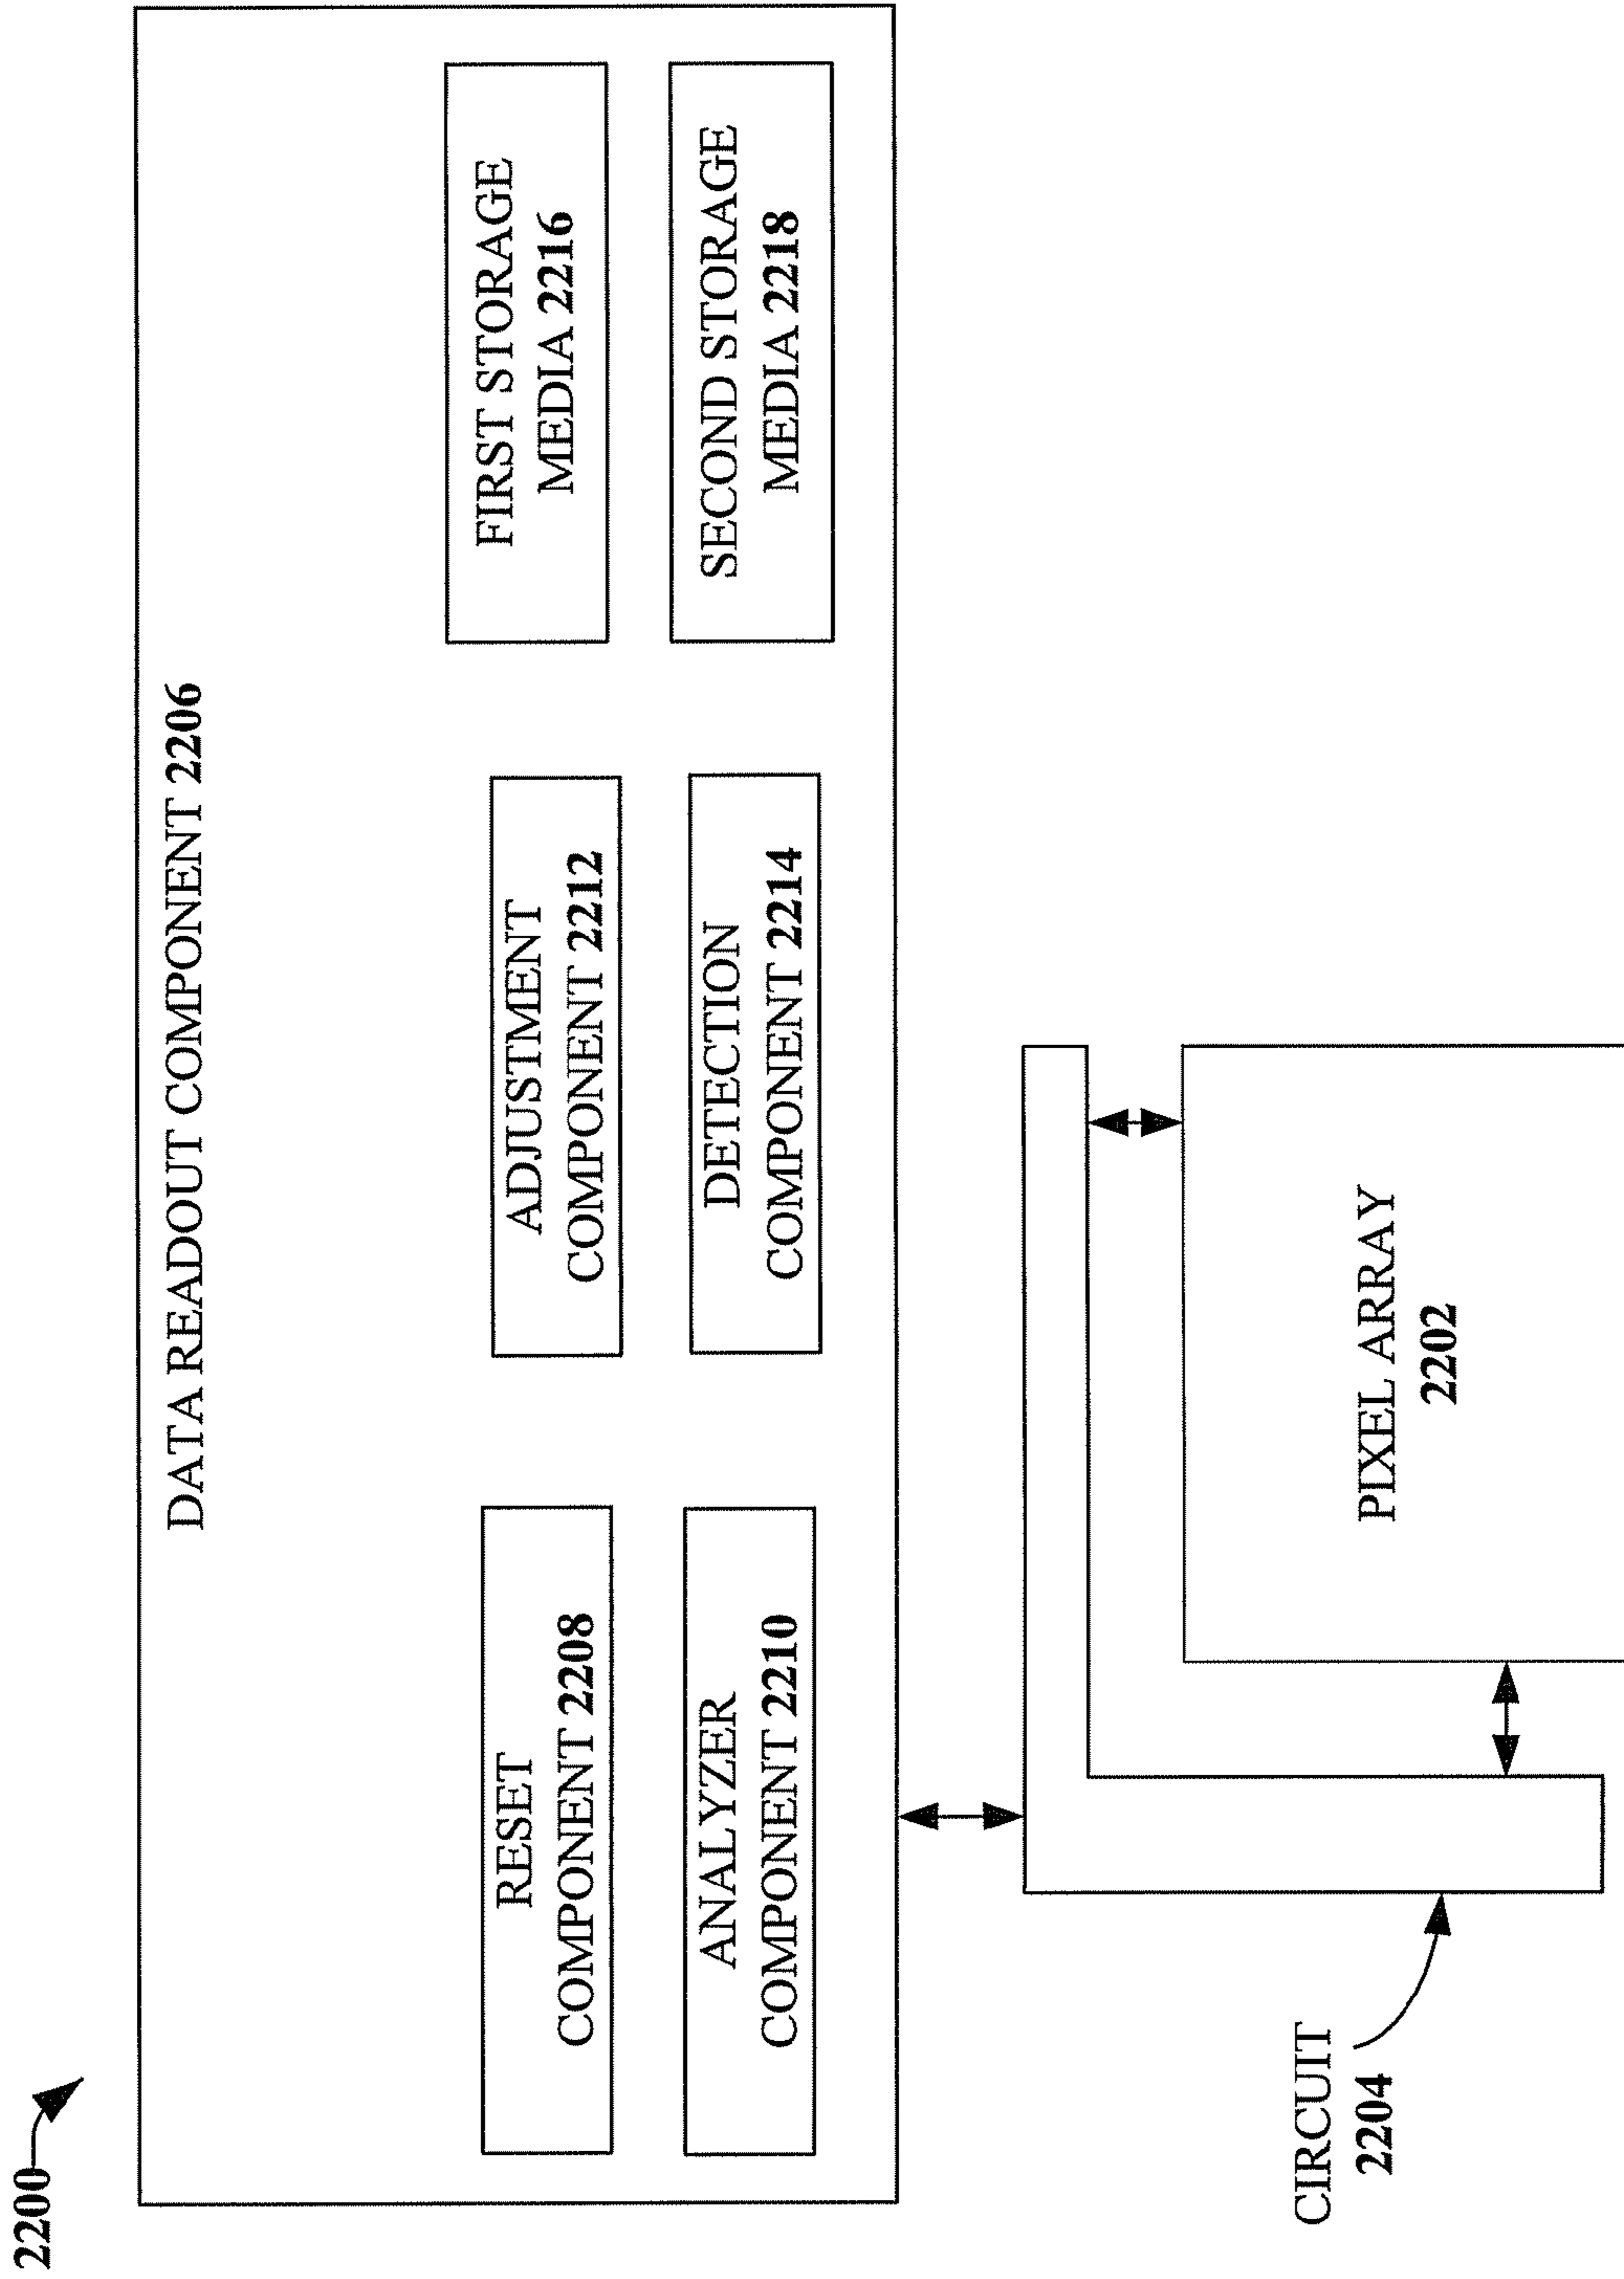 2200
DATA READOUT COMPONENT 2206
RESET
COMPONENT 2208
ADJUSTMENT
COMPONENT 2212
FIRST STORAGE
MEDIA 2216
ANALYZER
COMPONENT 2210
DETECTION
COMPONENT 2214
SECOND STORAGE
MEDIA 2218
CIRCUIT
2204
PIXEL ARRAY
2202